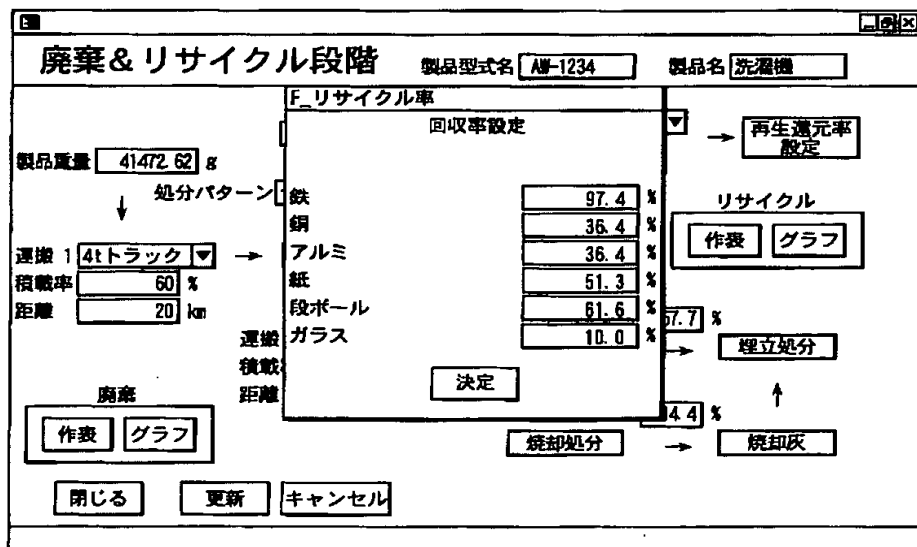 廃棄&リサイクル段階 製品型式名 AW-1234 製品名 洗濯機
F_リサイクル率
回収率設定
再生還元率
設定
製品重量 41472.62 g
処分パターン
鉄 97.4 %
銅 36.4 %
アルミ 36.4 %
紙 51.3 %
段ボール 61.6 %
ガラス 10.0 %
決定
リサイクル
作表 グラフ
運搬 1 4tトラック
積載率 60 %
距離 20 km
運搬
積載
距離
7.7 %
埋立処分
4.4 %
焼却処分
焼却灰
廃棄
作表 グラフ
閉じる 更新 キャンセル